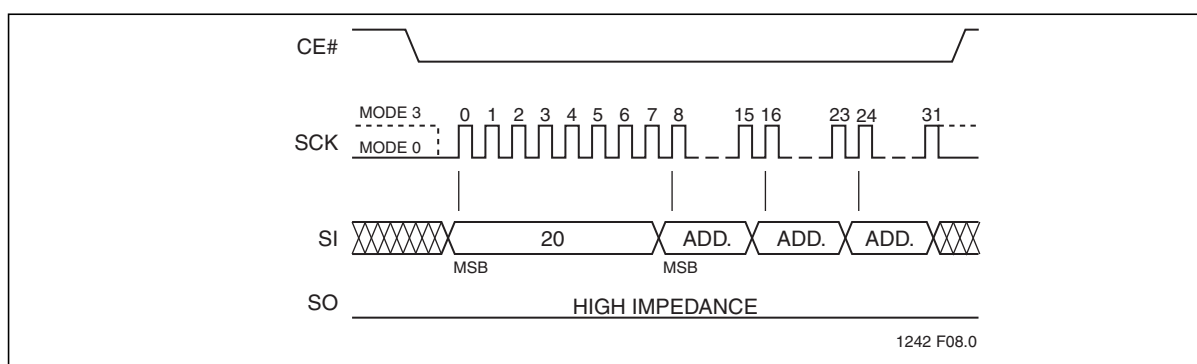 CE#
MODE 3
0 1 2 3 4 5 6 7 8 15 16 23 24 31
SCK
MODE 0
SI
20
ADD.
ADD.
ADD.
MSB
MSB
SO
HIGH IMPEDANCE
1242 F08.0